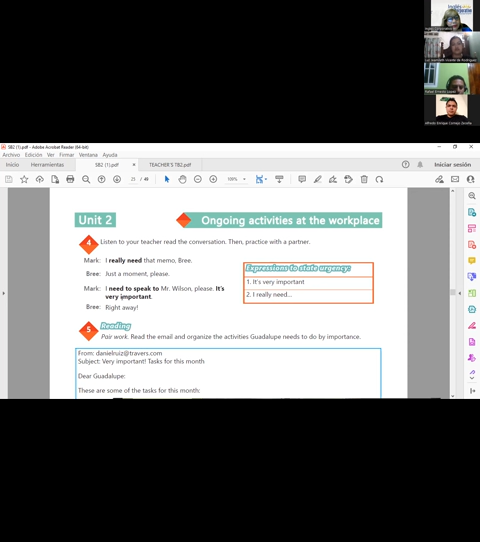 Inglés
SB2 (1).pdf - Adobe Acrobat Reader (64-bit)
Archivo Edición Ver Firmar Ventana Ayuda
Inicio Herramientas SB2 (1).pdf × TEACHER'S TB2.pdf Iniciar sesión
25 / 49 100%
Unit 2 Ongoing activities at the workplace
4 Listen to your teacher read the conversation. Then, practice with a partner.
Mark: I really need that memo, Bree.
Bree: Just a moment, please.
Mark: I need to speak to Mr. Wilson, please. It's
very important.
Bree: Right away!
Expressions to state urgency:
1. It's very important
2. I really need...
5 Reading
Pair work. Read the email and organize the activities Guadalupe needs to do by importance.
From: danielruiz@travers.com
Subject: Very important! Tasks for this month
Dear Guadalupe:
These are some of the tasks for this month: